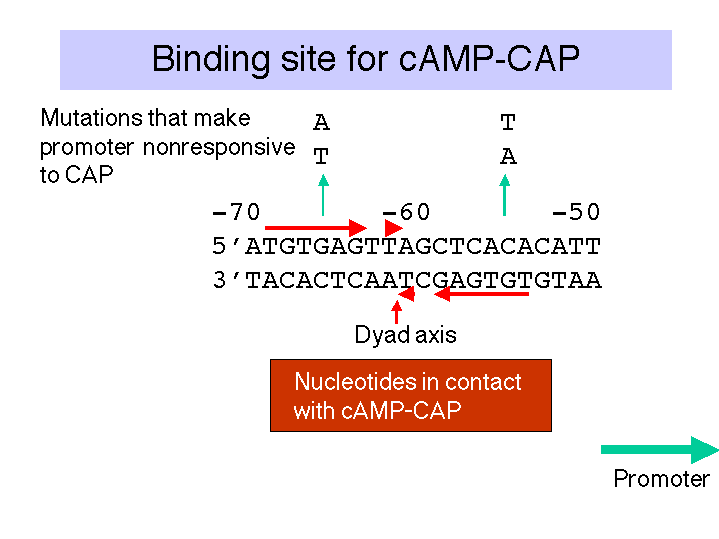 Binding site for cAMP-CAP
Mutations that make
promoter nonresponsive
to CAP
A T
T A
-70 -60 -50
5'ATGTGAGTTAGCTCACACATT
3'TACACTCAATCGAGTGTGTAA
Dyad axis
Nucleotides in contact
with cAMP-CAP
Promoter